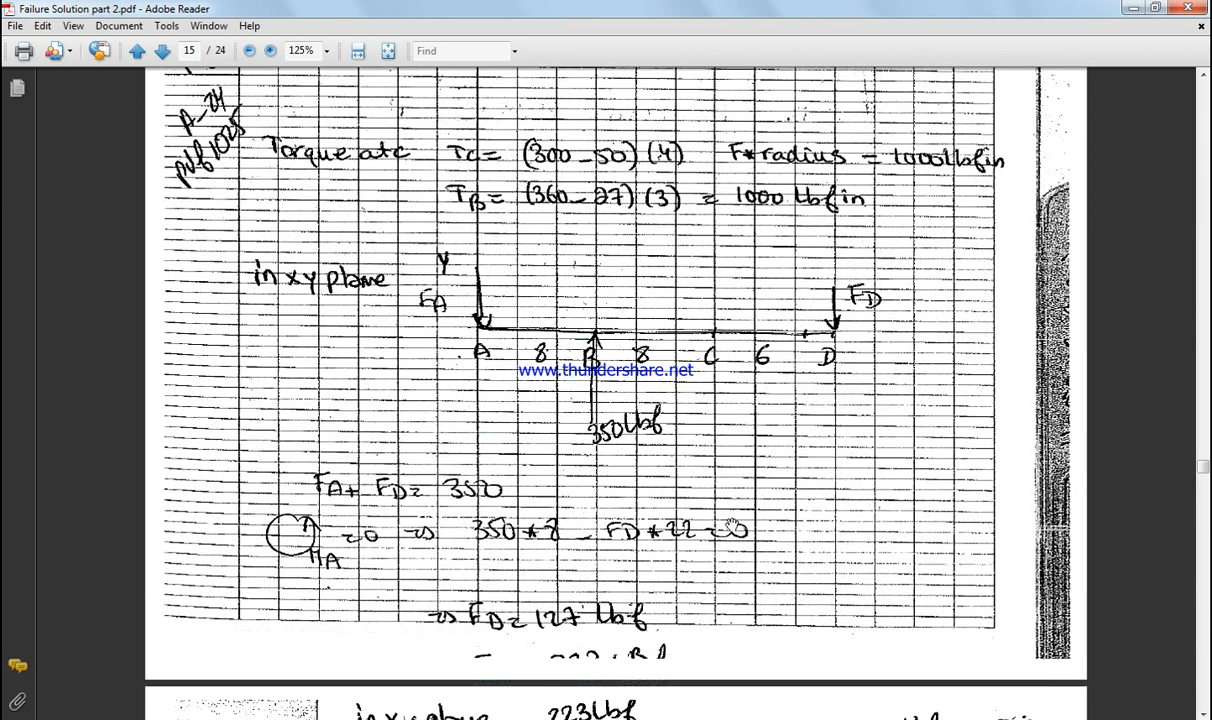 Failure Solution part 2.pdf - Adobe Reader
File Edit View Document Tools Window Help
15 / 24 125% Find
A-24
Torque at C Tc = (300-50)(4) F*radius = 1000 lbf in
TB = (360-27)(3) = 1000 Lbf in
in xy plane Y
FA FD
A 8 B 8 C 6 D
www.thundershare.net
350 Lbf
FA + FD = 350
A = 0 ⇒ 350*8 - FD*22 = 0
⇒ FD = 127 Lbf
223 Lbf